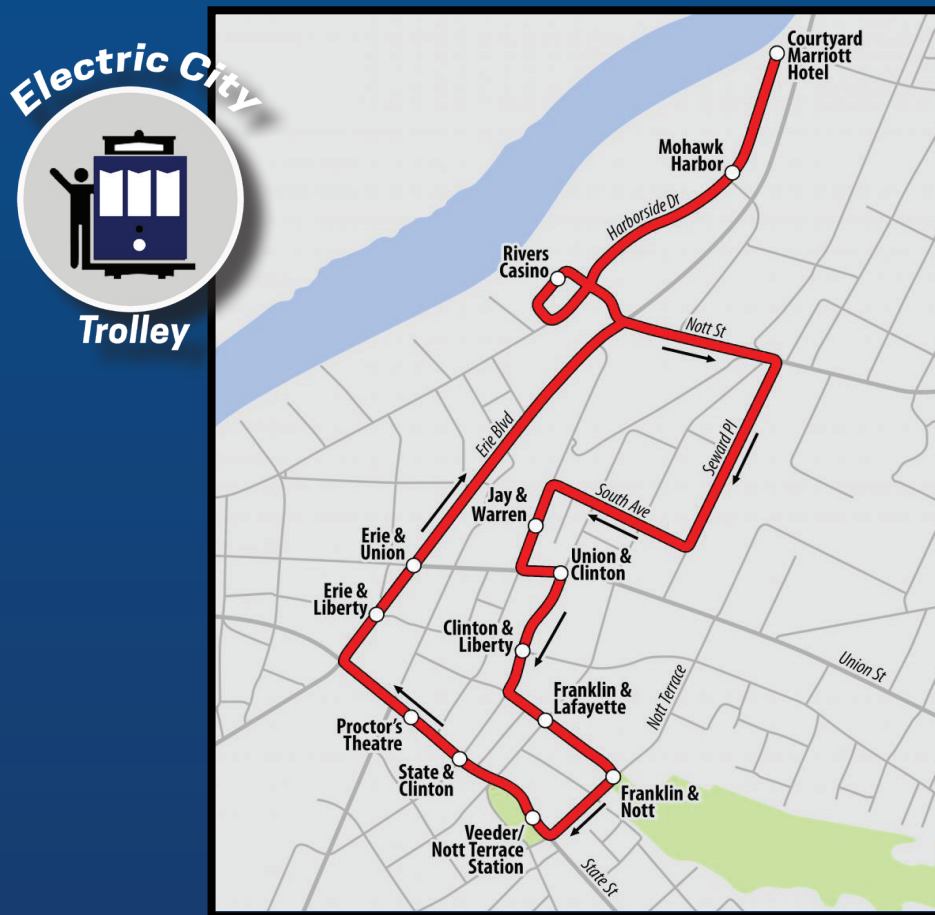 Electric City
Trolley
Courtyard
Marriott
Hotel
Mohawk
Harbor
Harborside Dr
Rivers
Casino
Nott St
Erie Blvd
Seward Pl
Jay &
Warren
South Ave
Erie &
Union
Union &
Clinton
Erie &
Liberty
Clinton &
Liberty
Union St
Nott Terrace
Franklin &
Lafayette
Proctor's
Theatre
State &
Clinton
Franklin &
Nott
Veeder/
Nott Terrace
Station
State St